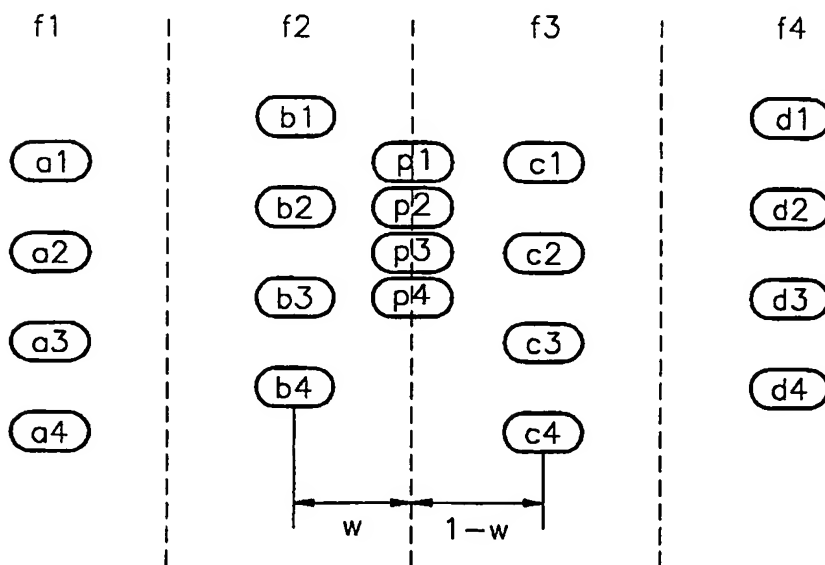 f1 f2 f3 f4
b1 d1
a1 p1 c1
b2 p2 d2
a2 p3 c2
b3 p4 d3
a3 c3
b4 d4
a4 c4
w 1-w